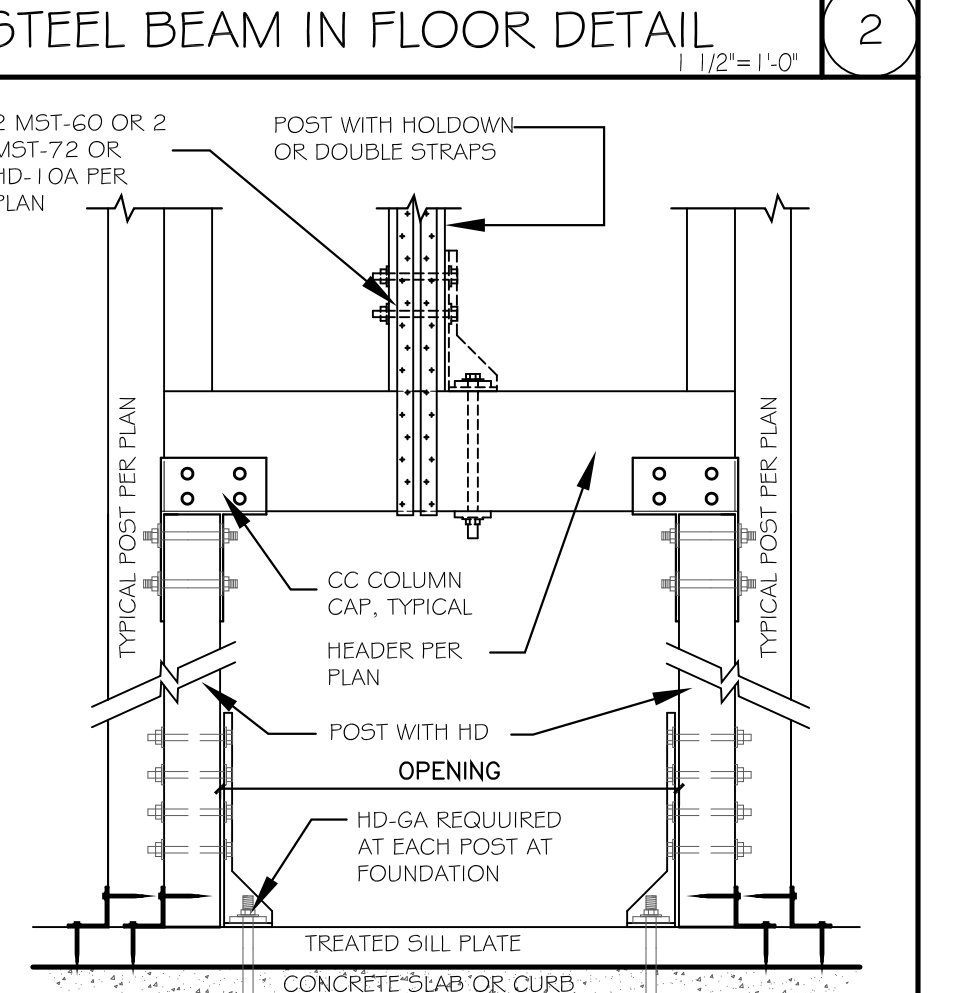 STEEL BEAM IN FLOOR DETAIL
2
1 1/2"=1'-0"
2 MST-60 OR 2
MST-72 OR
HD-10A PER
PLAN
POST WITH HOLDOWN
OR DOUBLE STRAPS
TYPICAL POST PER PLAN
TYPICAL POST PER PLAN
CC COLUMN
CAP, TYPICAL
HEADER PER
PLAN
POST WITH HD
OPENING
HD-GA REQUUIRED
AT EACH POST AT
FOUNDATION
TREATED SILL PLATE
CONCRETE SLAB OR CURB